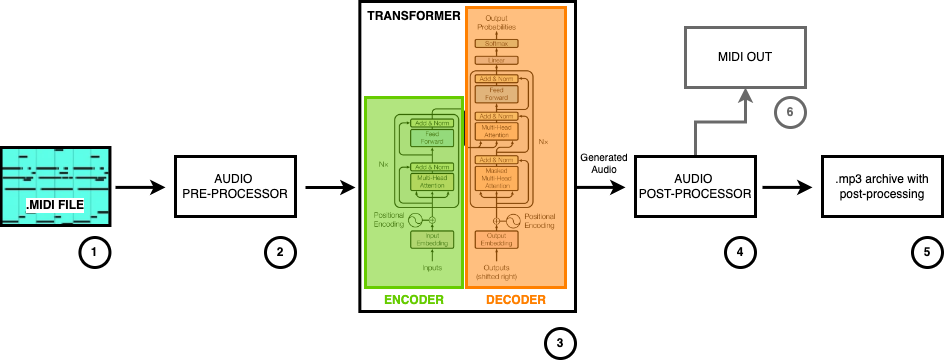 .MIDI FILE
1
AUDIO
PRE-PROCESSOR
2
TRANSFORMER
Add & Norm
Feed
Forward
Nx
Add & Norm
Multi-Head
Attention
Positional
Encoding
Input
Embedding
Inputs
ENCODER
Output
Probabilities
Softmax
Linear
Add & Norm
Feed
Forward
Add & Norm
Multi-Head
Attention
Nx
Add & Norm
Masked
Multi-Head
Attention
Positional
Encoding
Output
Embedding
Outputs
(shifted right)
DECODER
3
Generated
Audio
AUDIO
POST-PROCESSOR
4
MIDI OUT
6
.mp3 archive with
post-processing
5